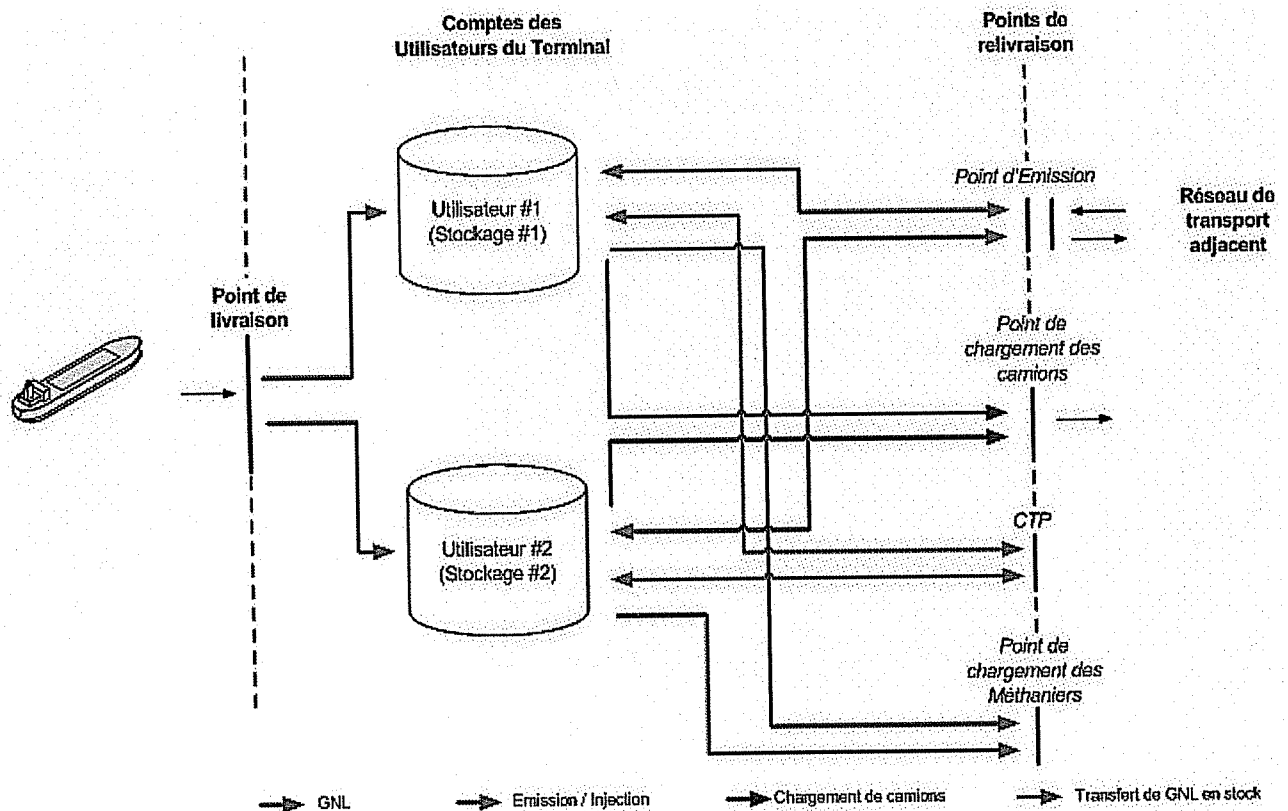 Comptes des
Utilisateurs du Terminal
Points de
relivraison
Point d'Emission
Réseau de
transport
adjacent
Utilisateur #1
(Stockage #1)
Point de
livraison
Point de
chargement des
camions
CTP
Utilisateur #2
(Stockage #2)
Point de
chargement des
Méthaniers
GNL
Emission / Injection
Chargement de camions
Transfert de GNL en stock